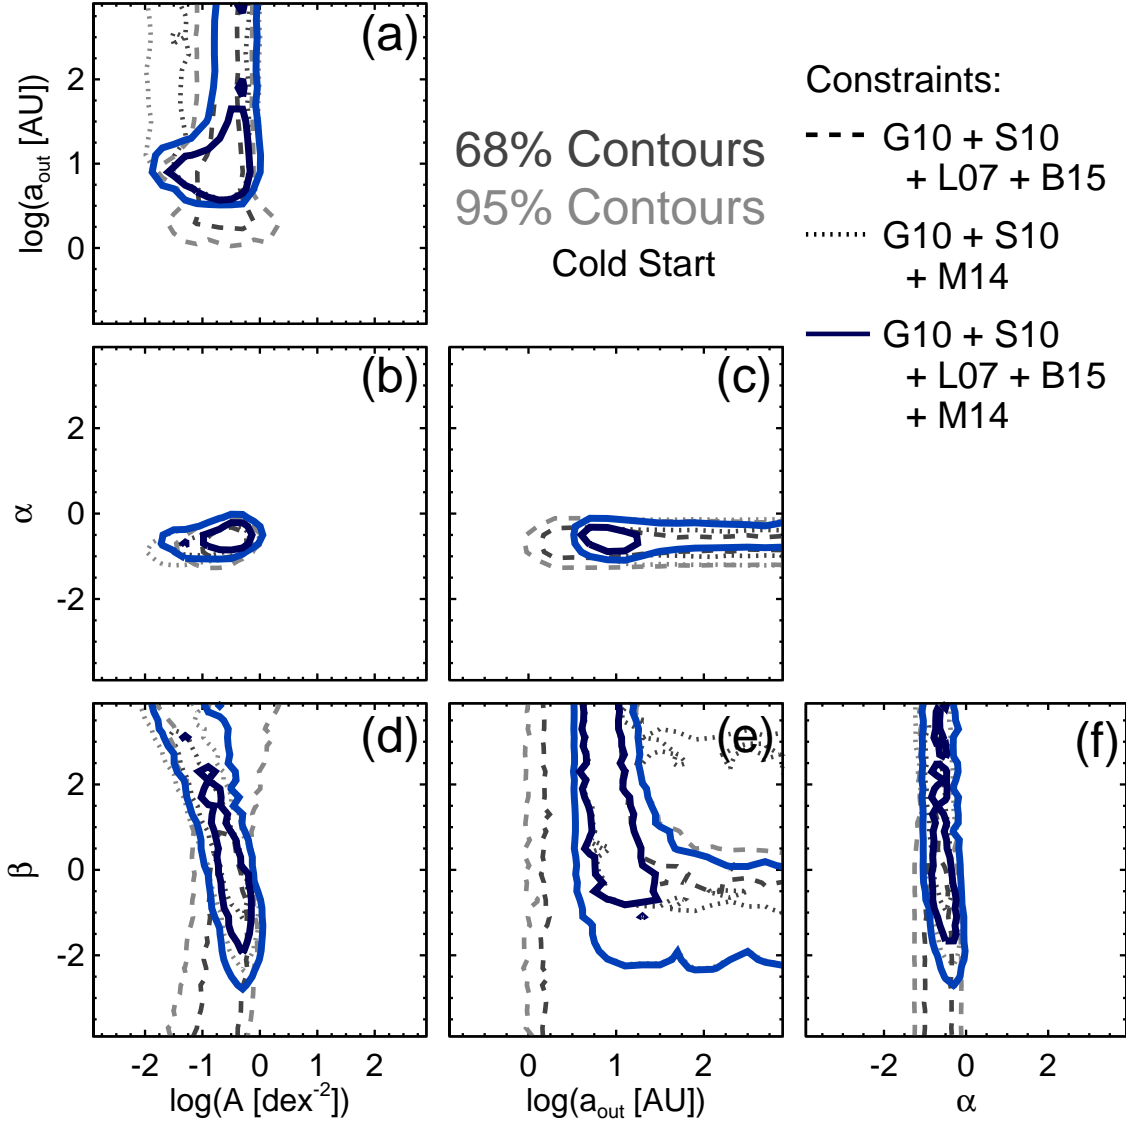 (a)
2
1
0
log(a_out [AU])
68% Contours
95% Contours
Cold Start
Constraints:
G10 + S10
+ L07 + B15
G10 + S10
+ M14
G10 + S10
+ L07 + B15
+ M14
(b)
2
0
-2
α
(c)
(d)
2
0
-2
β
-2 -1 0 1 2
log(A [dex⁻²])
(e)
0 1 2
log(a_out [AU])
(f)
-2 0 2
α